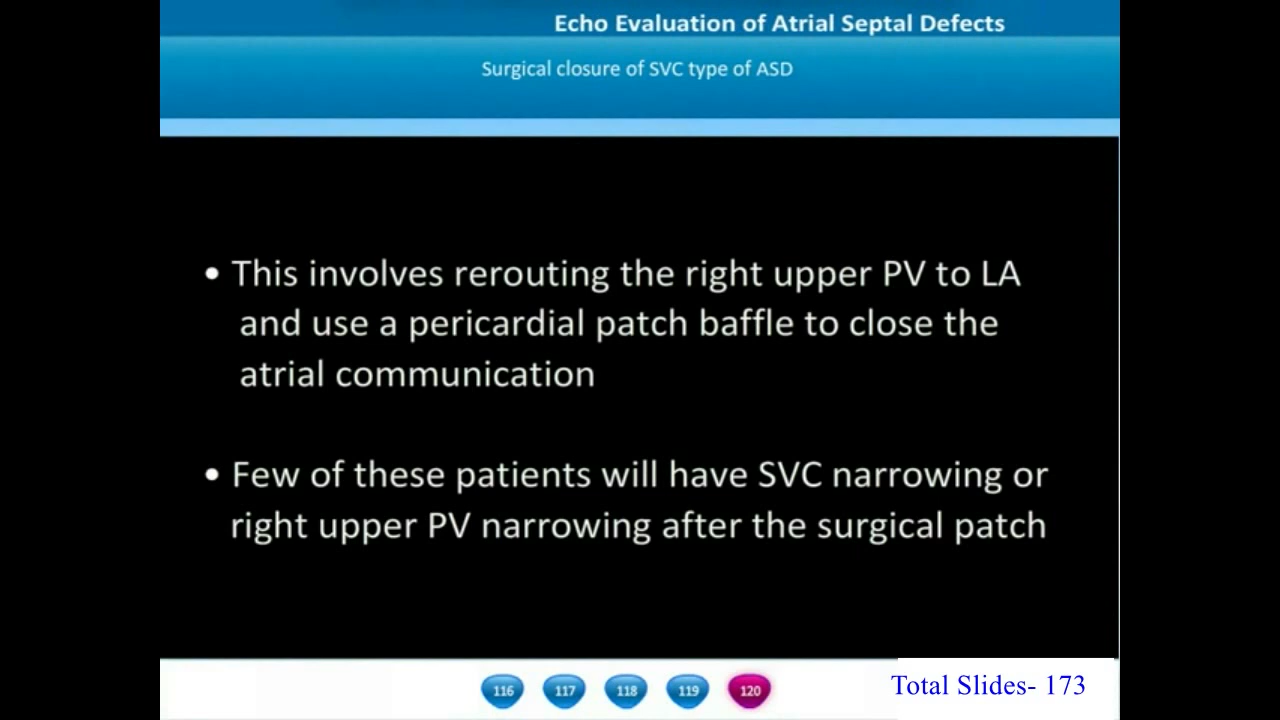 Echo Evaluation of Atrial Septal Defects
Surgical closure of SVC type of ASD
• This involves rerouting the right upper PV to LA
and use a pericardial patch baffle to close the
atrial communication
• Few of these patients will have SVC narrowing or
right upper PV narrowing after the surgical patch
116 117 118 119 120
Total Slides- 173